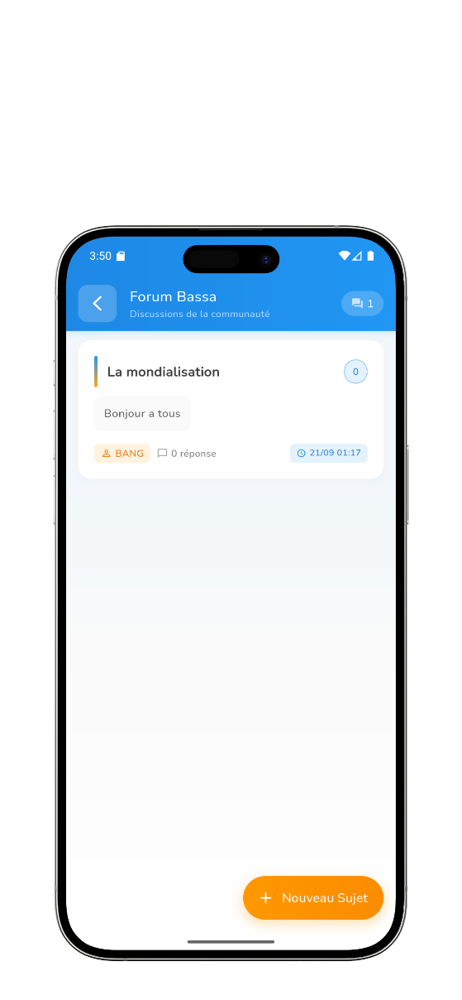 3:50
Forum Bassa
Discussions de la communauté
1
La mondialisation
0
Bonjour a tous
BANG
0 réponse
21/09 01:17
Nouveau Sujet